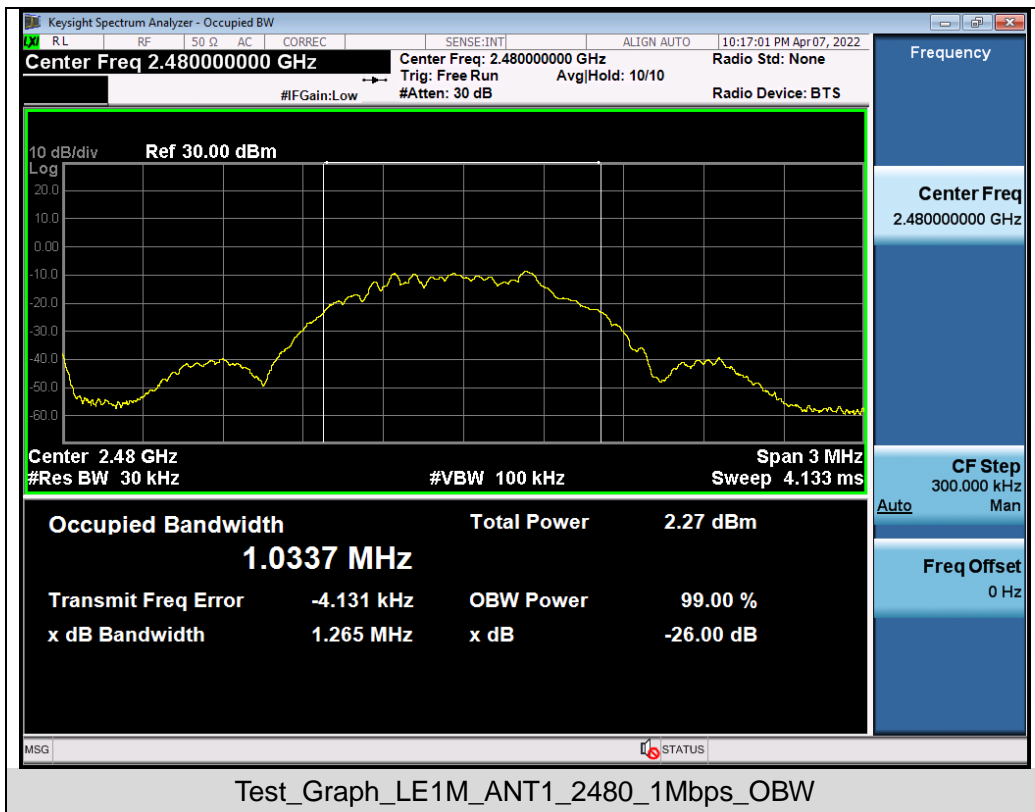 Keysight Spectrum Analyzer - Occupied BW
LXI RL RF 50 Ω AC CORREC SENSE:INT ALIGN AUTO 10:17:01 PM Apr 07, 2022
Center Freq 2.480000000 GHz
Center Freq: 2.480000000 GHz
Radio Std: None
Trig: Free Run Avg|Hold: 10/10
#IFGain:Low
#Atten: 30 dB
Radio Device: BTS
Frequency
10 dB/div Ref 30.00 dBm
Log
20.0
10.0
0.00
-10.0
-20.0
-30.0
-40.0
-50.0
-60.0
Center 2.48 GHz
Span 3 MHz
#Res BW 30 kHz
#VBW 100 kHz
Sweep 4.133 ms
Center Freq
2.480000000 GHz
CF Step
300.000 kHz
Auto Man
Freq Offset
0 Hz
Occupied Bandwidth
Total Power 2.27 dBm
1.0337 MHz
Transmit Freq Error -4.131 kHz OBW Power 99.00 %
x dB Bandwidth 1.265 MHz x dB -26.00 dB
MSG
STATUS
Test_Graph_LE1M_ANT1_2480_1Mbps_OBW